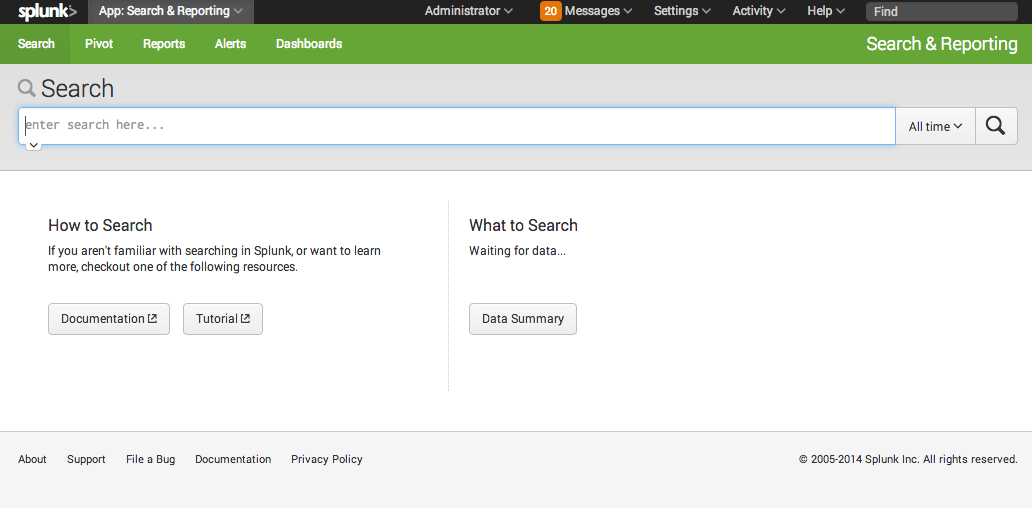 splunk> App: Search & Reporting Administrator 20 Messages Settings Activity Help Find
Search Pivot Reports Alerts Dashboards Search & Reporting
Search
enter search here... All time
How to Search
If you aren't familiar with searching in Splunk, or want to learn
more, checkout one of the following resources.
Documentation Tutorial
What to Search
Waiting for data...
Data Summary
About Support File a Bug Documentation Privacy Policy © 2005-2014 Splunk Inc. All rights reserved.